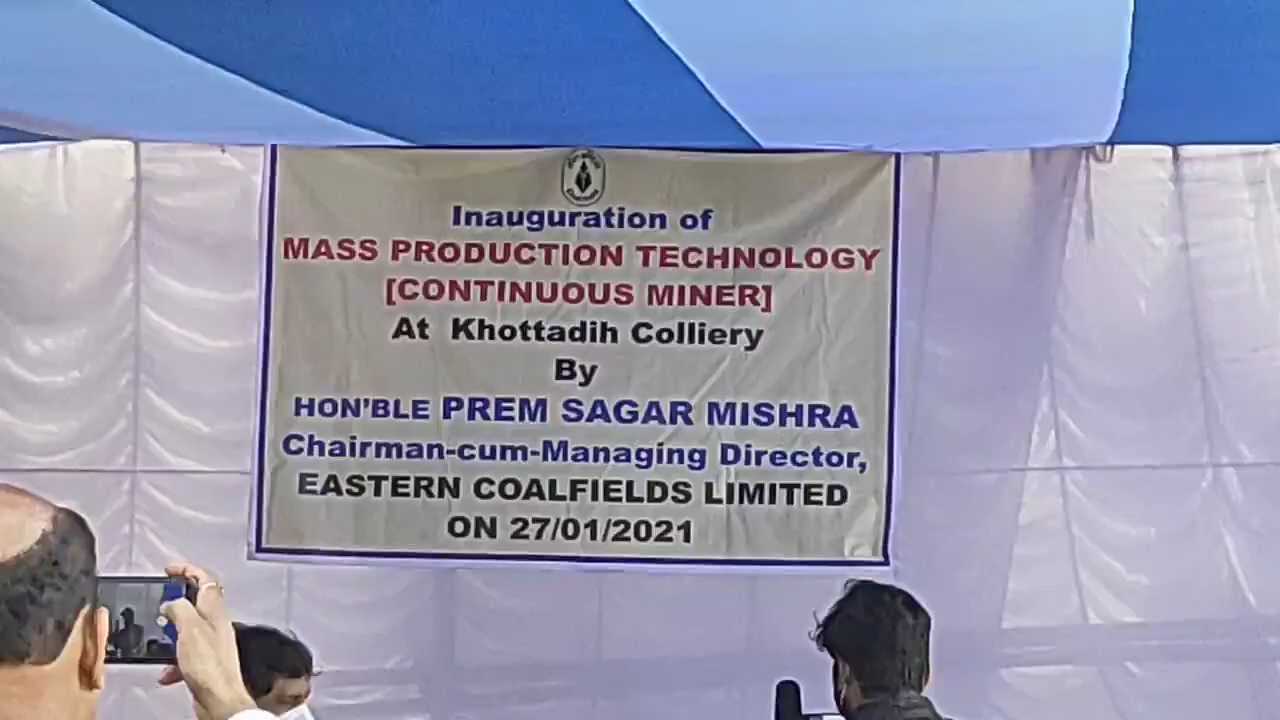 Inauguration of
MASS PRODUCTION TECHNOLOGY
[CONTINUOUS MINER]
At Khottadih Colliery
By
HON'BLE PREM SAGAR MISHRA
Chairman-cum-Managing Director,
EASTERN COALFIELDS LIMITED
ON 27/01/2021